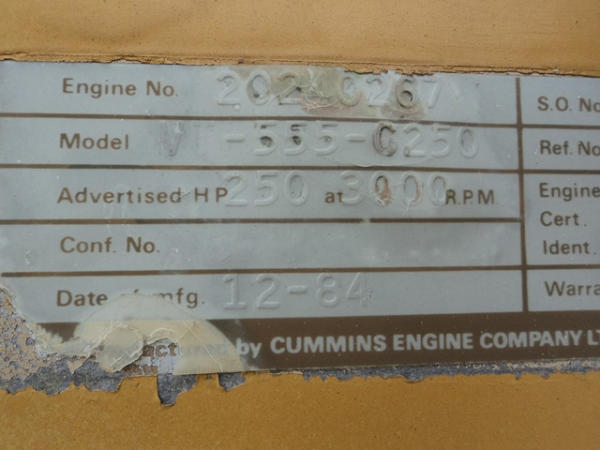 Engine No.
S.O. No
Model -555-C250
Ref. No
Advertised HP 250 at 3000 R.P.M
Engine
Cert.
Conf. No.
Ident.
Date of mfg. 12-84
Warra
by CUMMINS ENGINE COMPANY LT